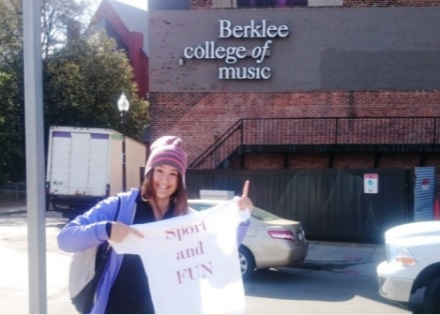 Berklee
college of
music
Sport
and
FUN